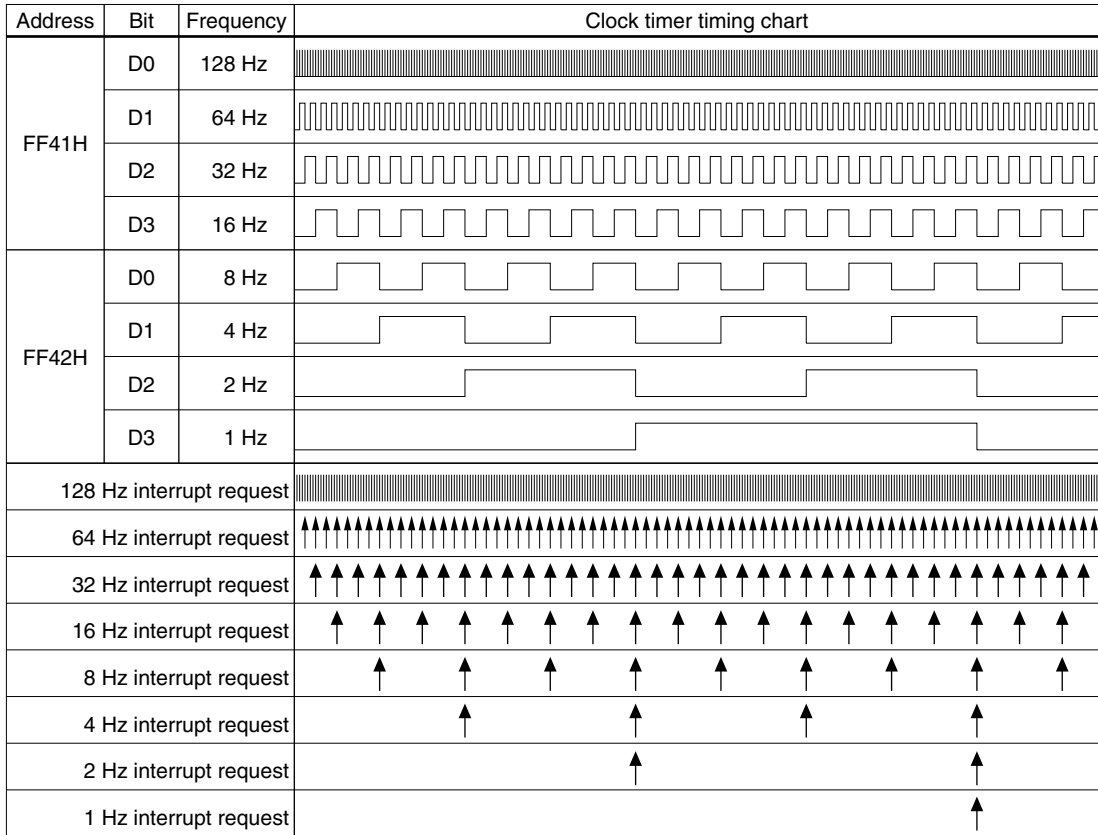 Address Bit Frequency Clock timer timing chart
FF41H
D0 128 Hz
D1 64 Hz
D2 32 Hz
D3 16 Hz
FF42H
D0 8 Hz
D1 4 Hz
D2 2 Hz
D3 1 Hz
128 Hz interrupt request
64 Hz interrupt request
32 Hz interrupt request
16 Hz interrupt request
8 Hz interrupt request
4 Hz interrupt request
2 Hz interrupt request
1 Hz interrupt request